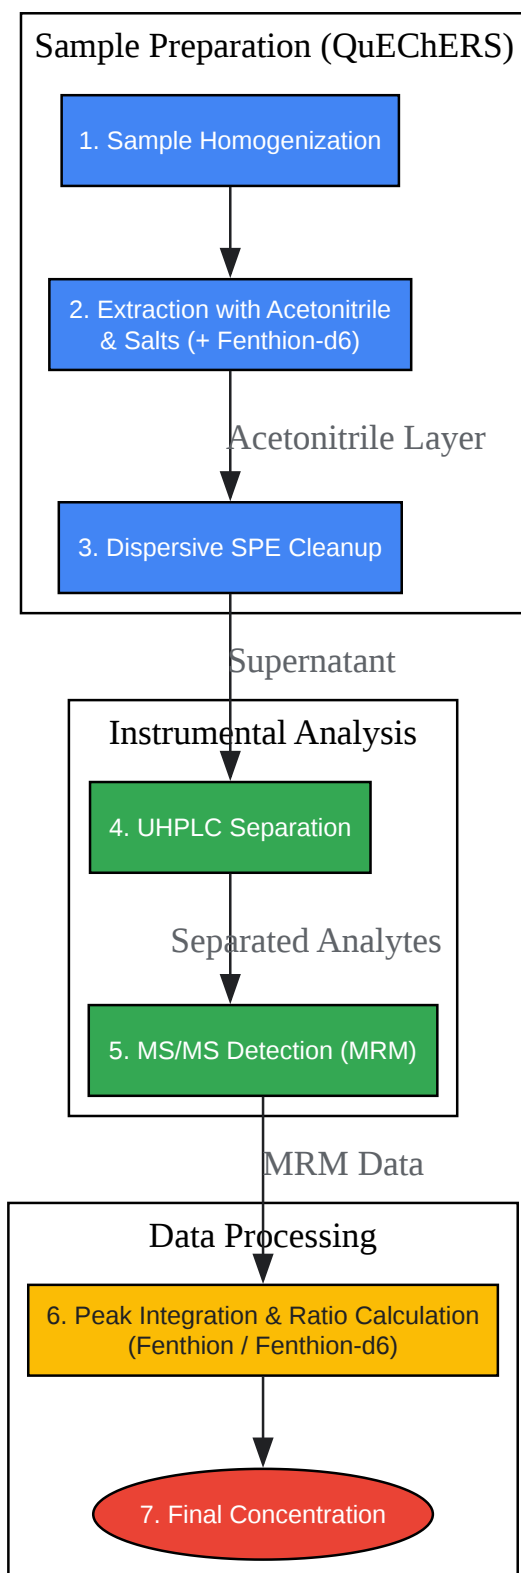 Sample Preparation (QuEChERS)
1. Sample Homogenization
2. Extraction with Acetonitrile
& Salts (+ Fenthion-d6)
Acetonitrile Layer
3. Dispersive SPE Cleanup
Supernatant
Instrumental Analysis
4. UHPLC Separation
Separated Analytes
5. MS/MS Detection (MRM)
MRM Data
Data Processing
6. Peak Integration & Ratio Calculation
(Fenthion / Fenthion-d6)
7. Final Concentration